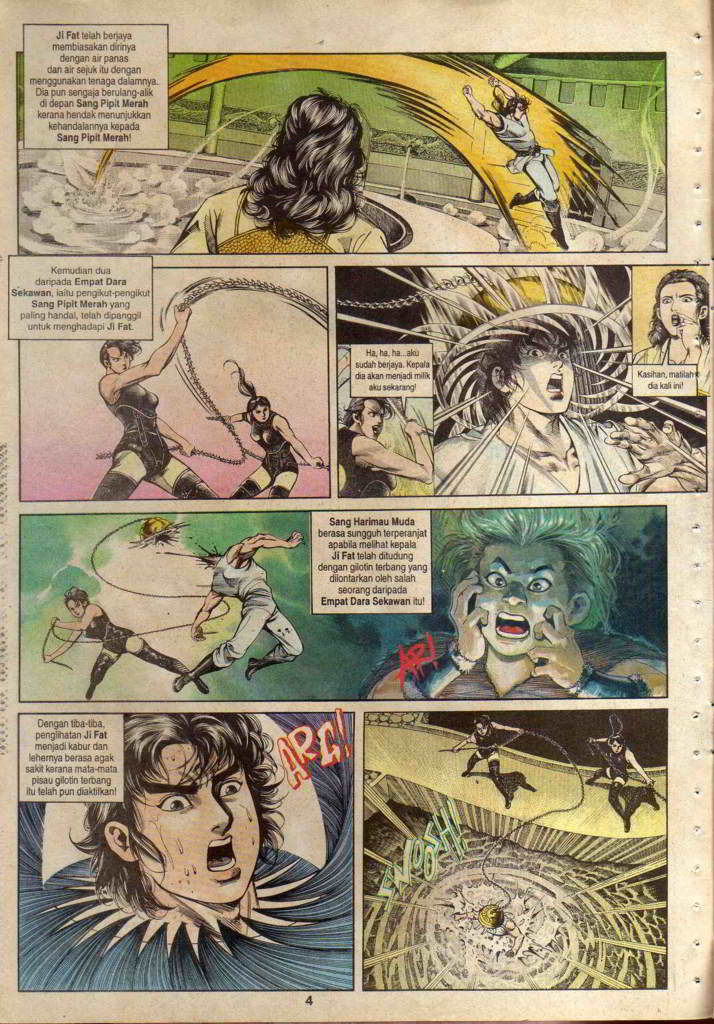 Ji Fat telah berjaya
membiasakan dirinya
dengan air panas
dan air sejuk itu dengan
menggunakan tenaga dalamnya.
Dia pun sengaja berulang-alik
di depan Sang Pipit Merah
kerana hendak menunjukkan
kehandalannya kepada
Sang Pipit Merah!
Kemudian dua
daripada Empat Dara
Sekawan, iaitu pengikut-pengikut
Sang Pipit Merah yang
paling handal, telah dipanggil
untuk menghadapi Ji Fat.
Ha, ha, ha...aku
sudah berjaya. Kepala
dia akan menjadi milik
aku sekarang!
Kasihan, matilah
dia kali ini!
Sang Harimau Muda
berasa sungguh terperanjat
apabila melihat kepala
Ji Fat telah ditudung
dengan gilotin terbang yang
dilontarkan oleh salah
seorang daripada
Empat Dara Sekawan itu!
Dengan tiba-tiba,
penglihatan Ji Fat
menjadi kabur dan
lehernya berasa agak
sakit kerana mata-mata
pisau gilotin terbang
itu telah pun diaktifkan!
ARG!
SWOOSH!
4